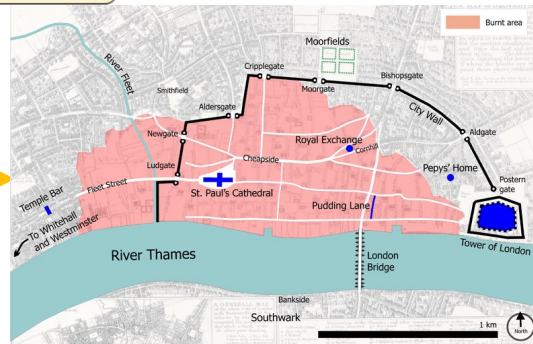 Burnt area
Moorfields
River Fleet
Cripplegate
Bishopsgate
Smithfield
Moorgate
City Wall
Aldersgate
Newgate
Royal Exchange
Aldgate
Cornhill
Cheapside
Ludgate
Pepys' Home
Postern
gate
Temple Bar
Fleet Street
St. Paul's Cathedral
Pudding Lane
To Whitehall
and Westminster
Tower of London
River Thames
London
Bridge
Bankside
Southwark
1 km
North